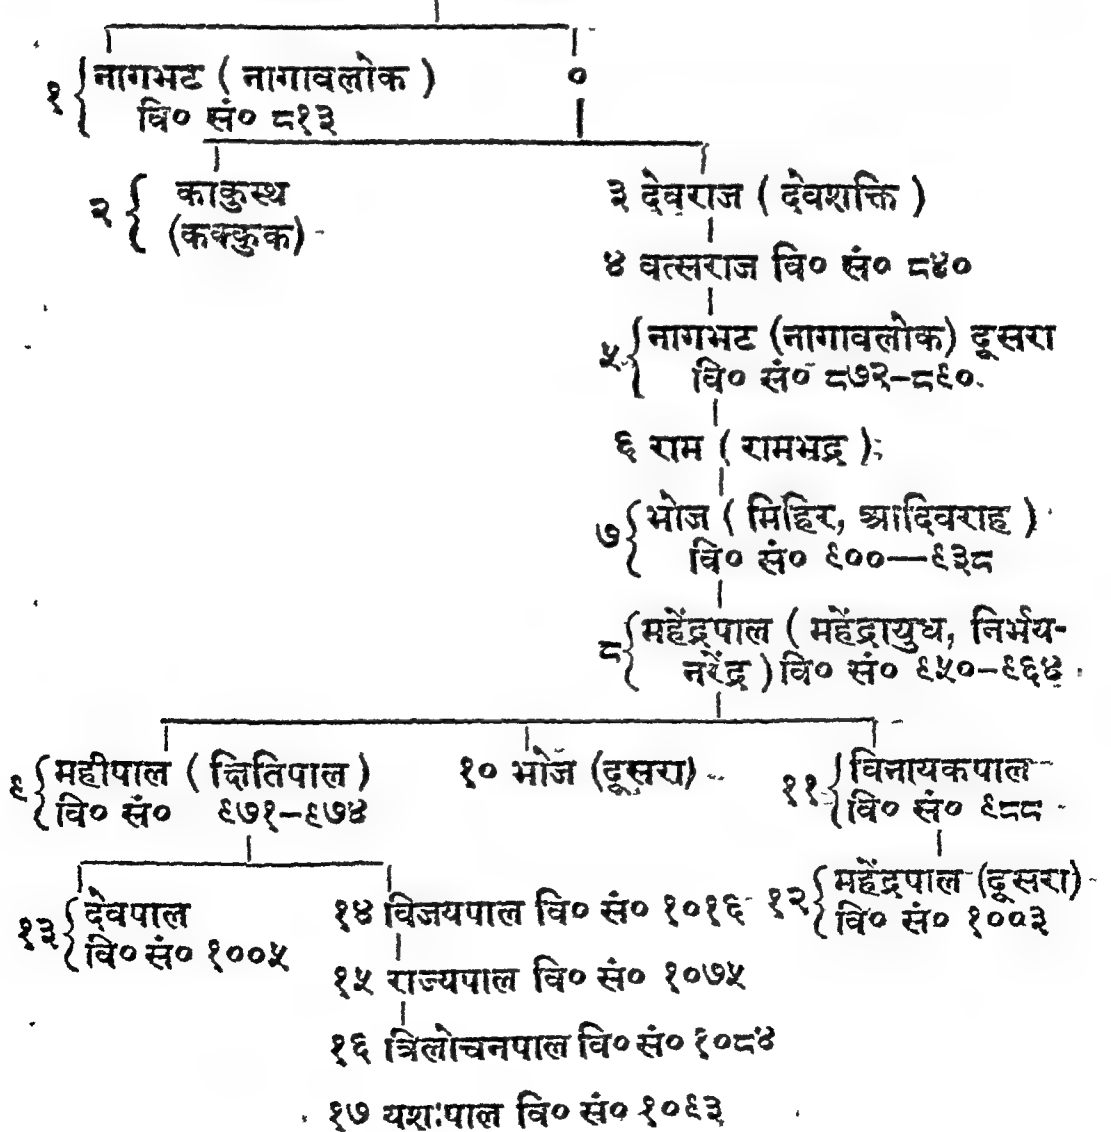 १ नागभट ( नागावलोक ) ०
वि० सं० ८१३
२ काकुस्थ
(कक्कुक)
३ देवराज ( देवशक्ति )
४ वत्सराज वि० सं० ८४०
५ नागभट (नागावलोक) दूसरा
वि० सं० ८७२–८९०
६ राम ( रामभद्र )
७ भोज ( मिहिर, आदिवराह )
वि० सं० ९००—९३८
८ महेंद्रपाल ( महेंद्रायुध, निर्भय-
नरेंद्र ) वि० सं० ९५०–९६४
९ महीपाल ( क्षितिपाल )
वि० सं० ९७१–९७४
१० भोज (दूसरा)
११ विनायकपाल
वि० सं० ९८८
१२ महेंद्रपाल (दूसरा)
वि० सं० १००३
१३ देवपाल
वि० सं० १००५
१४ विजयपाल वि० सं० १०१६
१५ राज्यपाल वि० सं० १०७५
१६ त्रिलोचनपाल वि० सं० १०८४
१७ यशःपाल वि० सं० १०९३